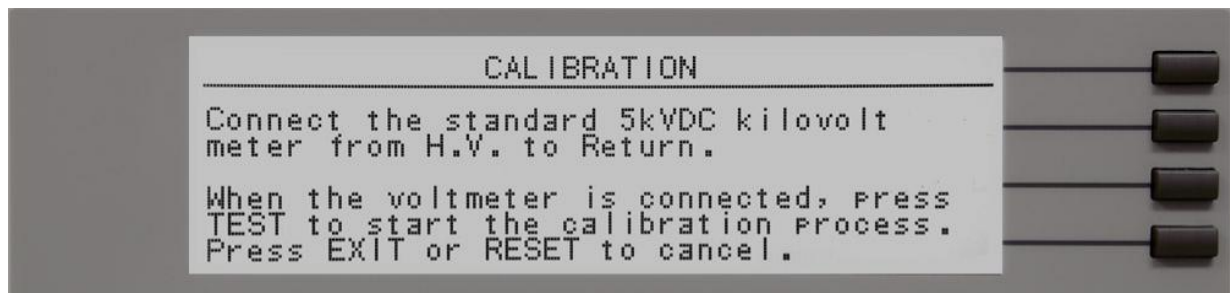 CALIBRATION
Connect the standard 5kVDC kilovolt
meter from H.V. to Return.
When the voltmeter is connected, press
TEST to start the calibration process.
Press EXIT or RESET to cancel.